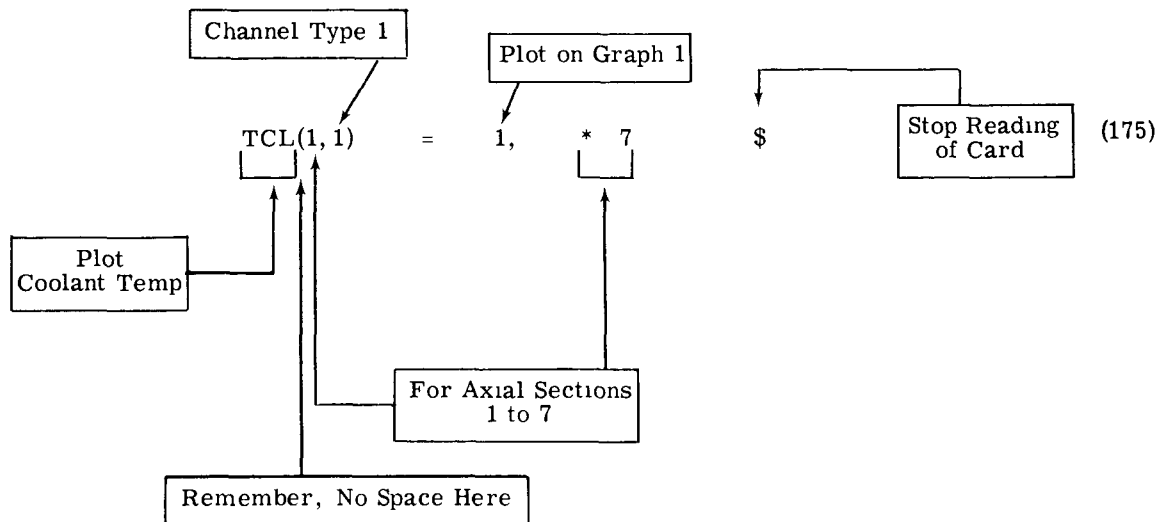 Channel Type 1
Plot on Graph 1
TCL(1, 1) = 1, * 7 $
Stop Reading
of Card
(175)
Plot
Coolant Temp
For Axial Sections
1 to 7
Remember, No Space Here